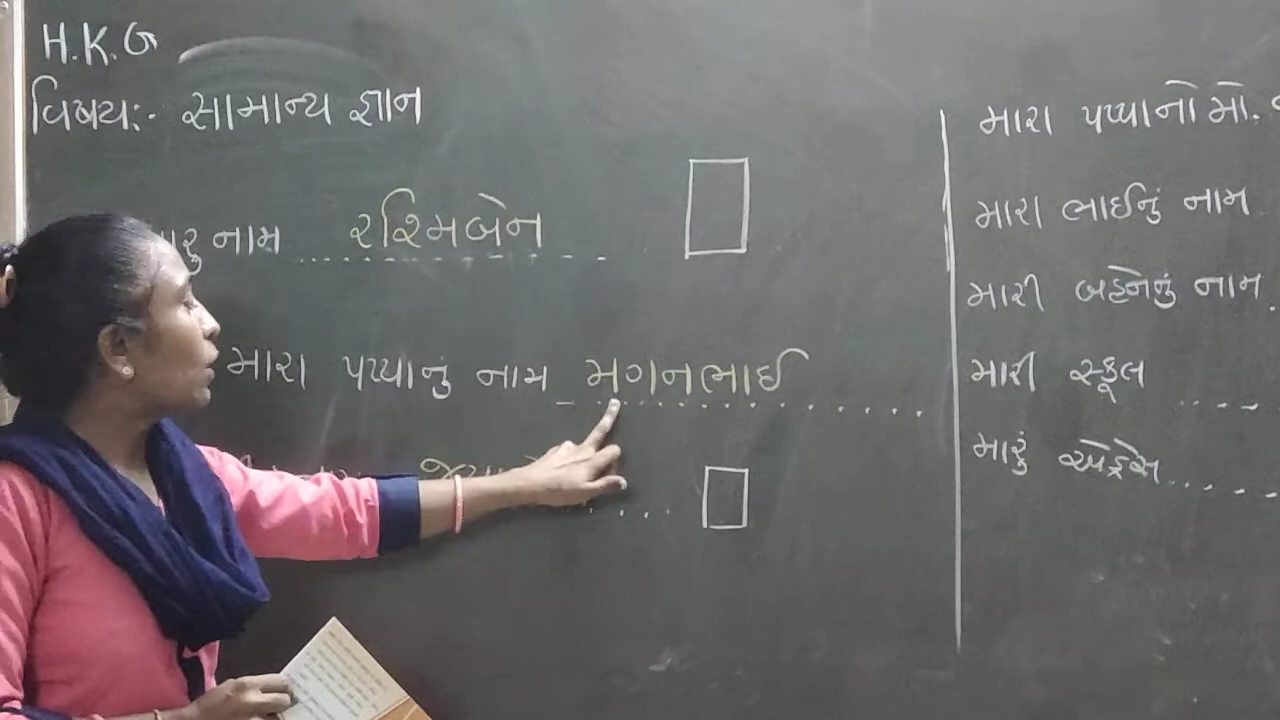 H.K.G
વિષય:- સામાન્ય જ્ઞાન
નામ રશ્મિબેન
મારા પપ્પાનું નામ મગનભાઈ
મારા પપ્પાનો મો.
મારા ભાઈનું નામ
મારી બહેનનું નામ
મારી સ્કૂલ
મારું એડ્રેસ